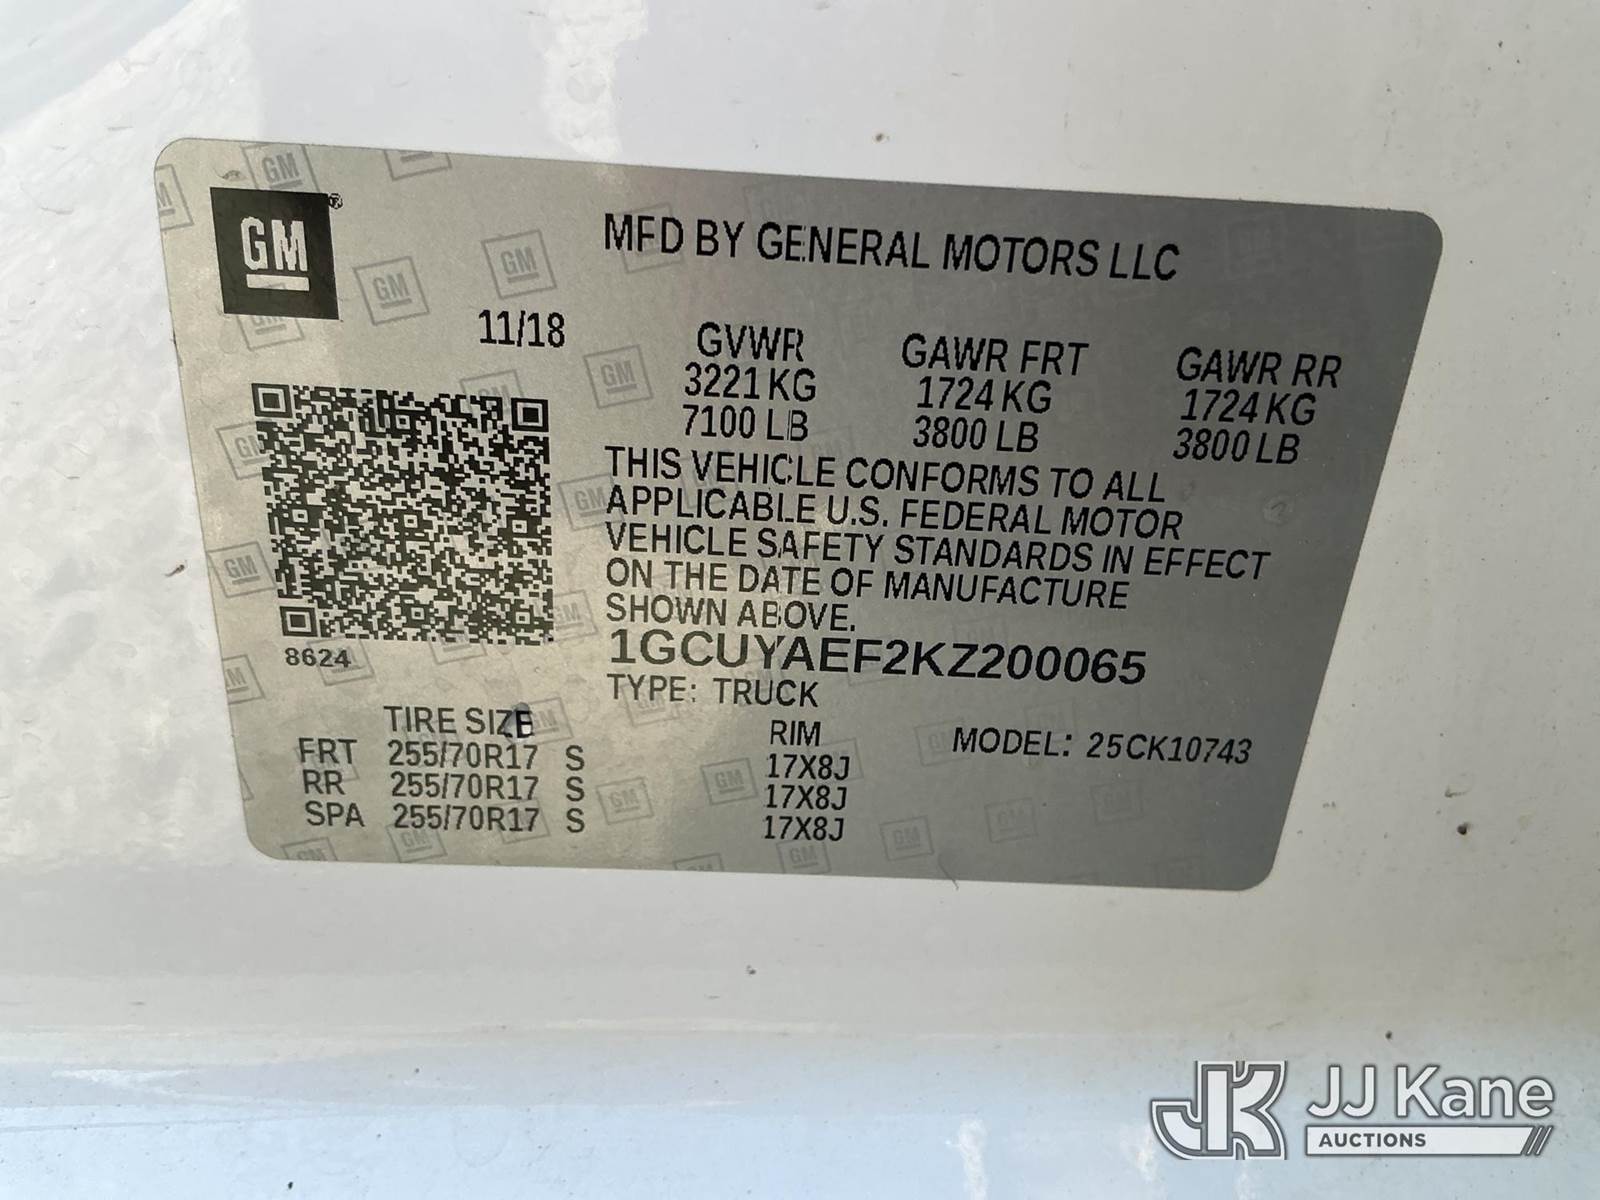 GM
MFD BY GENERAL MOTORS LLC
11/18
GVWR GAWR FRT GAWR RR
3221 KG 1724 KG 1724 KG
7100 LB 3800 LB 3800 LB
THIS VEHICLE CONFORMS TO ALL
APPLICABLE U.S. FEDERAL MOTOR
VEHICLE SAFETY STANDARDS IN EFFECT
ON THE DATE OF MANUFACTURE
SHOWN ABOVE.
8624
1GCUYAEF2KZ200065
TYPE: TRUCK
TIRE SIZE RIM MODEL: 25CK10743
FRT 255/70R17 S 17X8J
RR 255/70R17 S 17X8J
SPA 255/70R17 S 17X8J
JK JJ Kane
AUCTIONS